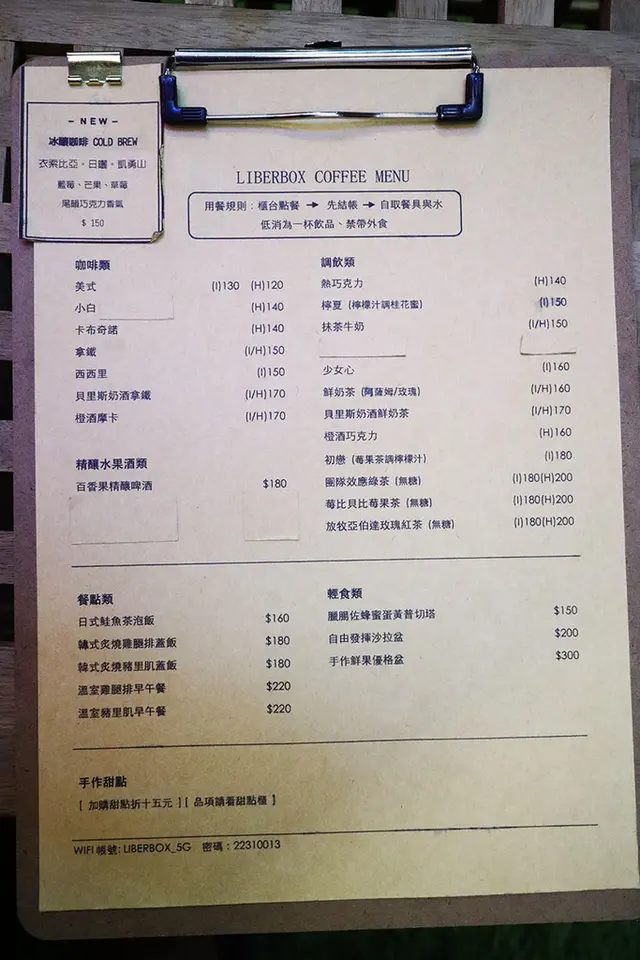 - NEW -
冰釀咖啡 COLD BREW
衣索比亞。日曬。凱勇山
藍莓、芒果、草莓
尾韻巧克力香氣
$ 150
LIBERBOX COFFEE MENU
用餐規則：櫃台點餐 → 先結帳 → 自取餐具與水
低消為一杯飲品、禁帶外食
咖啡類
美式 (I)130 (H)120
小白 (H)140
卡布奇諾 (H)140
拿鐵 (I/H)150
西西里 (I)150
貝里斯奶酒拿鐵 (I/H)170
橙酒摩卡 (I/H)170
精釀水果酒類
百香果精釀啤酒 $180
調飲類
熱巧克力 (H)140
檸夏 (檸檬汁調桂花蜜) (I)150
抹茶牛奶 (I/H)150
少女心 (I)160
鮮奶茶 (阿薩姆/玫瑰) (I/H)160
貝里斯奶酒鮮奶茶 (I/H)170
橙酒巧克力 (H)160
初戀 (莓果茶調檸檬汁) (I)180
團隊效應綠茶 (無糖) (I)180(H)200
莓比貝比莓果茶 (無糖) (I)180(H)200
放牧亞伯達玫瑰紅茶 (無糖) (I)180(H)200
餐點類
日式鮭魚茶泡飯 $160
韓式炙燒雞腿排蓋飯 $180
韓式炙燒豬里肌蓋飯 $180
溫室雞腿排早午餐 $220
溫室豬里肌早午餐 $220
輕食類
臘腸佐蜂蜜蛋黃普切塔 $150
自由發揮沙拉盆 $200
手作鮮果優格盆 $300
手作甜點
[ 加購甜點折十五元 ] [ 品項請看甜點櫃 ]
WIFI 帳號: LIBERBOX_5G 密碼：22310013